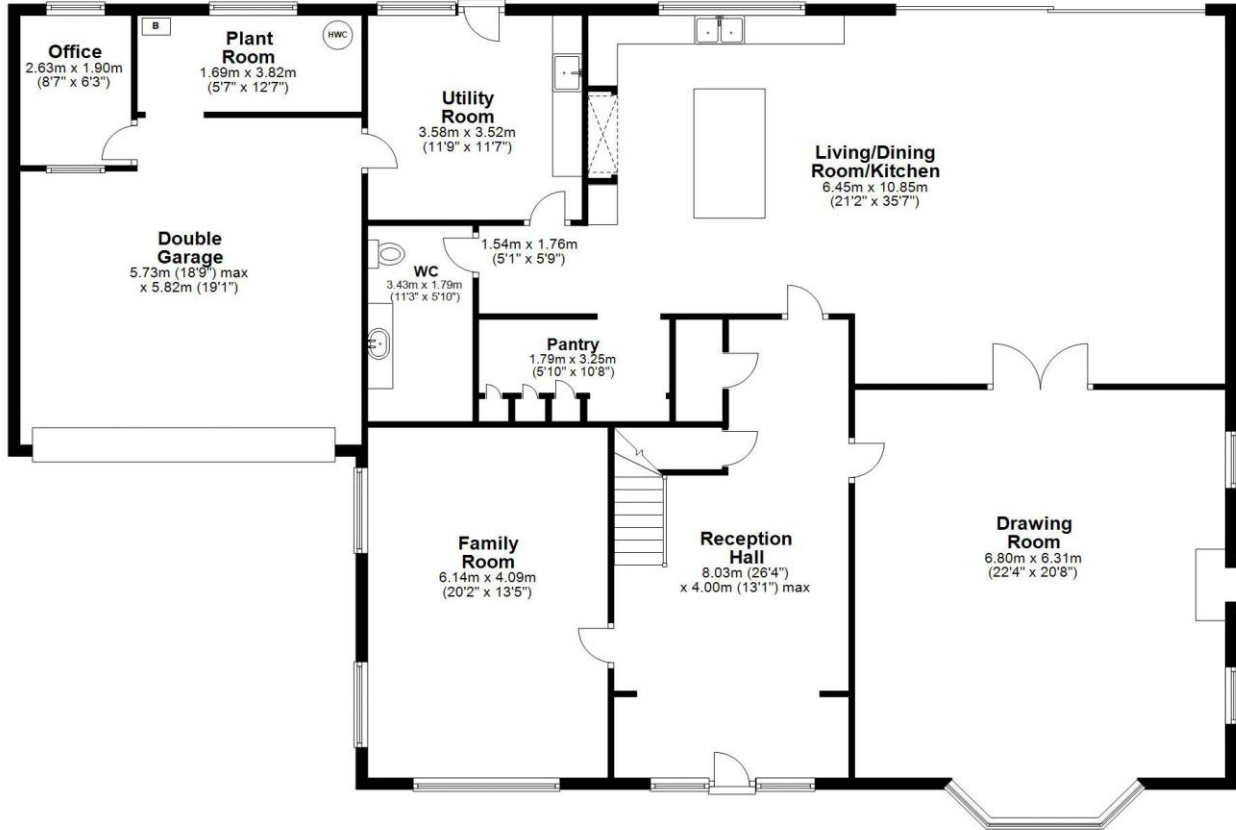 Office
2.63m x 1.90m
(8'7" x 6'3")
B
Plant
Room
1.69m x 3.82m
(5'7" x 12'7")
HWC
Utility
Room
3.58m x 3.52m
(11'9" x 11'7")
Living/Dining
Room/Kitchen
6.45m x 10.85m
(21'2" x 35'7")
Double
Garage
5.73m (18'9") max
x 5.82m (19'1")
WC
3.43m x 1.79m
(11'3" x 5'10")
1.54m x 1.76m
(5'1" x 5'9")
Pantry
1.79m x 3.25m
(5'10" x 10'8")
Family
Room
6.14m x 4.09m
(20'2" x 13'5")
Reception
Hall
8.03m (26'4")
x 4.00m (13'1") max
Drawing
Room
6.80m x 6.31m
(22'4" x 20'8")